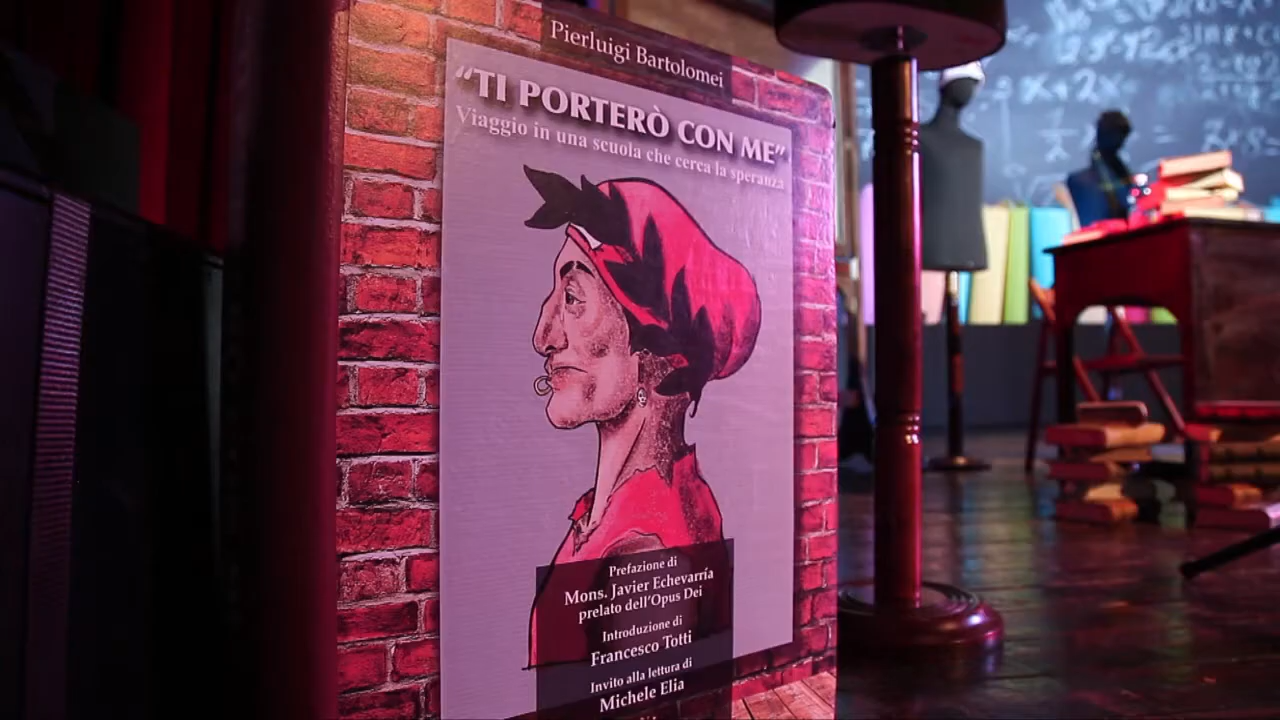 Pierluigi Bartolomei
"TI PORTERÒ CON ME"
Viaggio in una scuola che cerca la speranza
Prefazione di
Mons. Javier Echevarría
prelato dell'Opus Dei
Introduzione di
Francesco Totti
Invito alla lettura di
Michele Elia